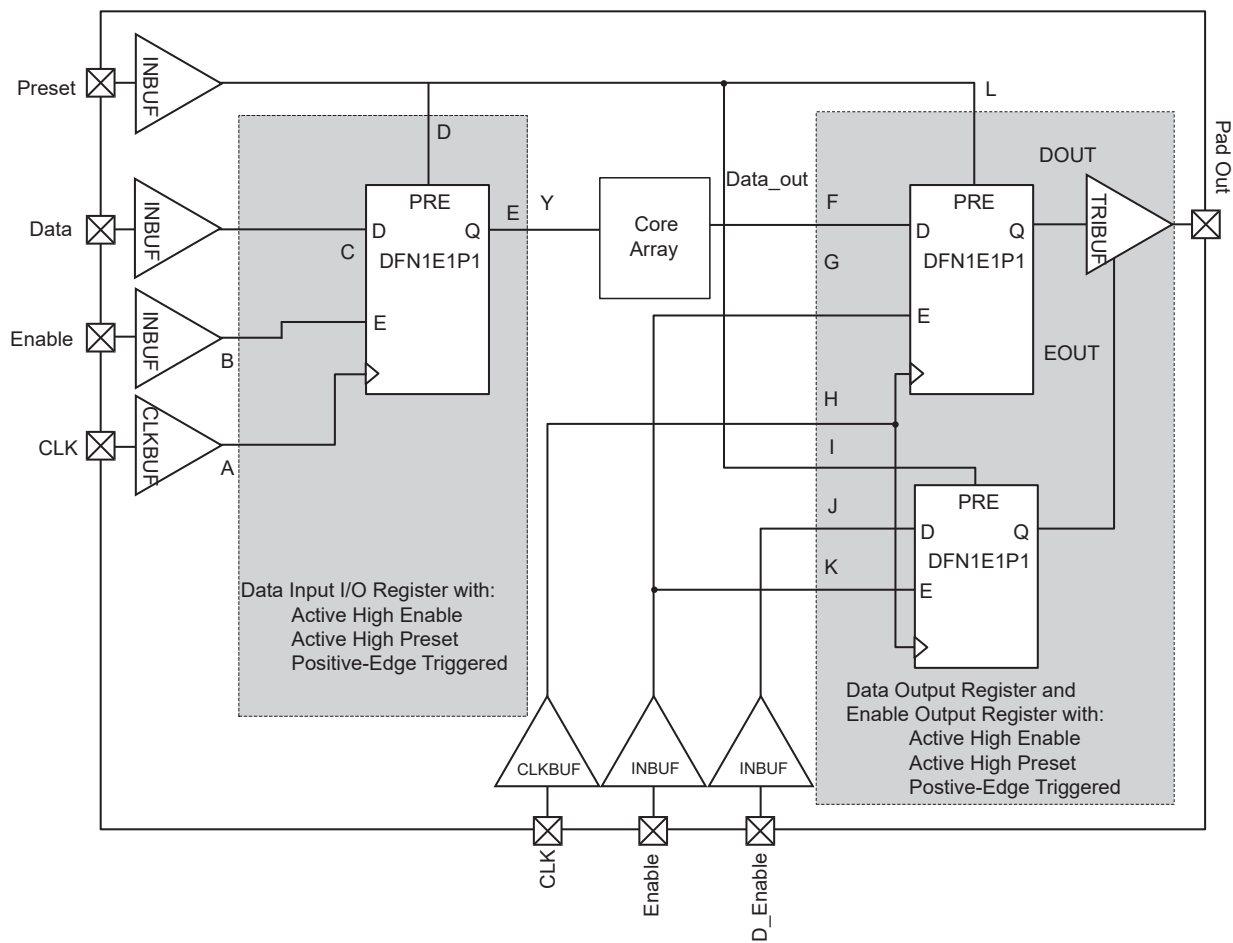 Preset
INBUF
L
D
Data
INBUF
PRE
D
Q
DFN1E1P1
C
E
E
Y
Core
Array
Data_out
F
G
PRE
D
Q
DFN1E1P1
E
DOUT
TRIBUF
Pad Out
EOUT
Enable
INBUF
B
CLK
CLKBUF
A
H
I
J
K
PRE
D
Q
DFN1E1P1
E
Data Input I/O Register with:
Active High Enable
Active High Preset
Positive-Edge Triggered
Data Output Register and
Enable Output Register with:
Active High Enable
Active High Preset
Postive-Edge Triggered
CLKBUF
INBUF
INBUF
CLK
Enable
D_Enable